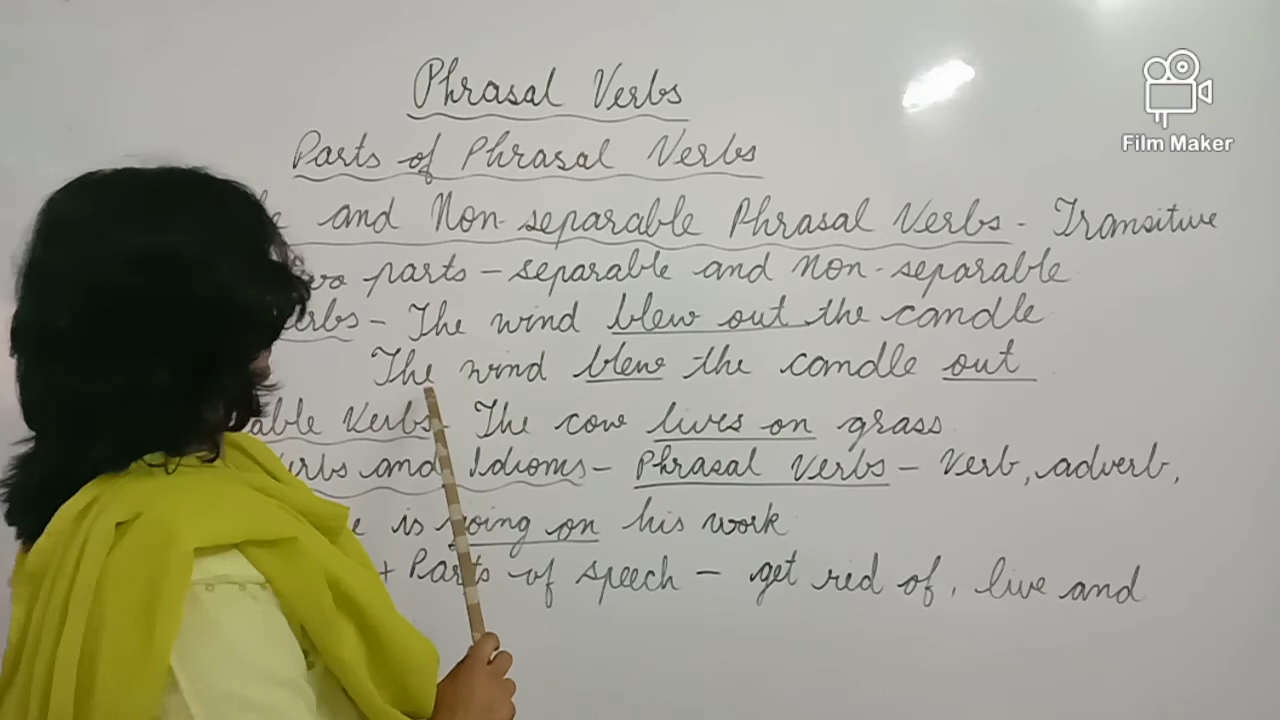 Phrasal Verbs
Parts of Phrasal Verbs
and Non-separable Phrasal Verbs - Transitive
parts - separable and non-separable
- The wind blew out the candle
The wind blew the candle out
Verbs - The cow lives on grass
and Idioms - Phrasal Verbs - Verb, adverb,
is going on his work
+ Parts of speech - get red of, live and
Film Maker